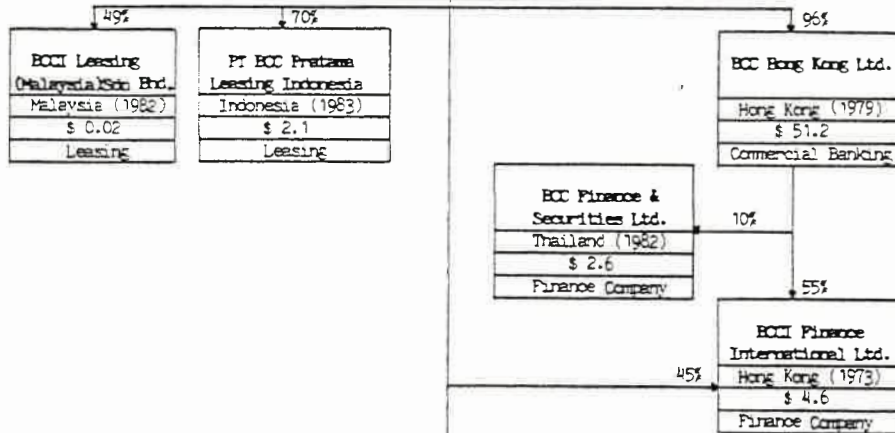 49%
70%
96%
BCCI Leasing
(Malaysia)Sdn Bhd.
Malaysia (1982)
$ 0.02
Leasing
PT BCC Pratama
Leasing Indonesia
Indonesia (1983)
$ 2.1
Leasing
BCC Hong Kong Ltd.
Hong Kong (1979)
$ 51.2
Commercial Banking
BCC Finance &
Securities Ltd.
Thailand (1982)
$ 2.6
Finance Company
10%
55%
BCCI Finance
International Ltd.
Hong Kong (1973)
$ 4.6
Finance Company
45%